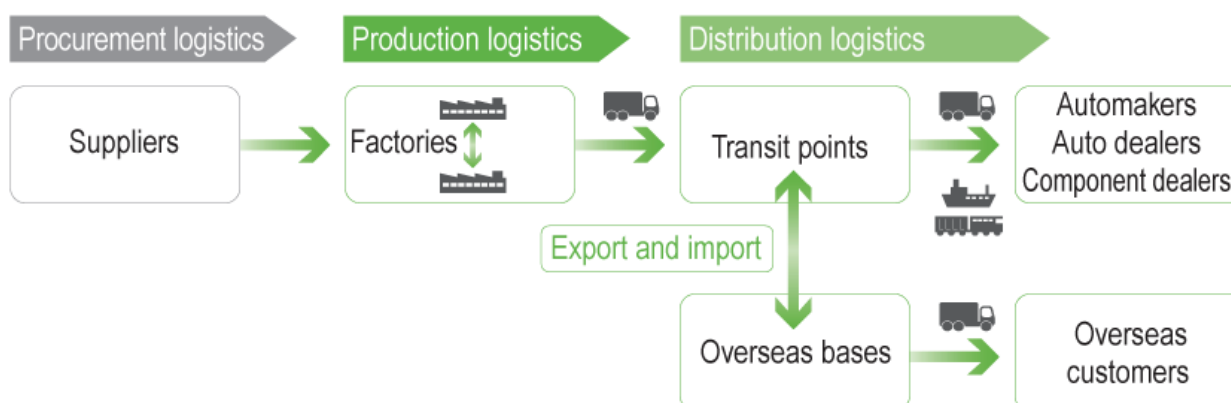 Procurement logistics
Production logistics
Distribution logistics
Suppliers
Factories
Transit points
Automakers
Auto dealers
Component dealers
Export and import
Overseas bases
Overseas
customers